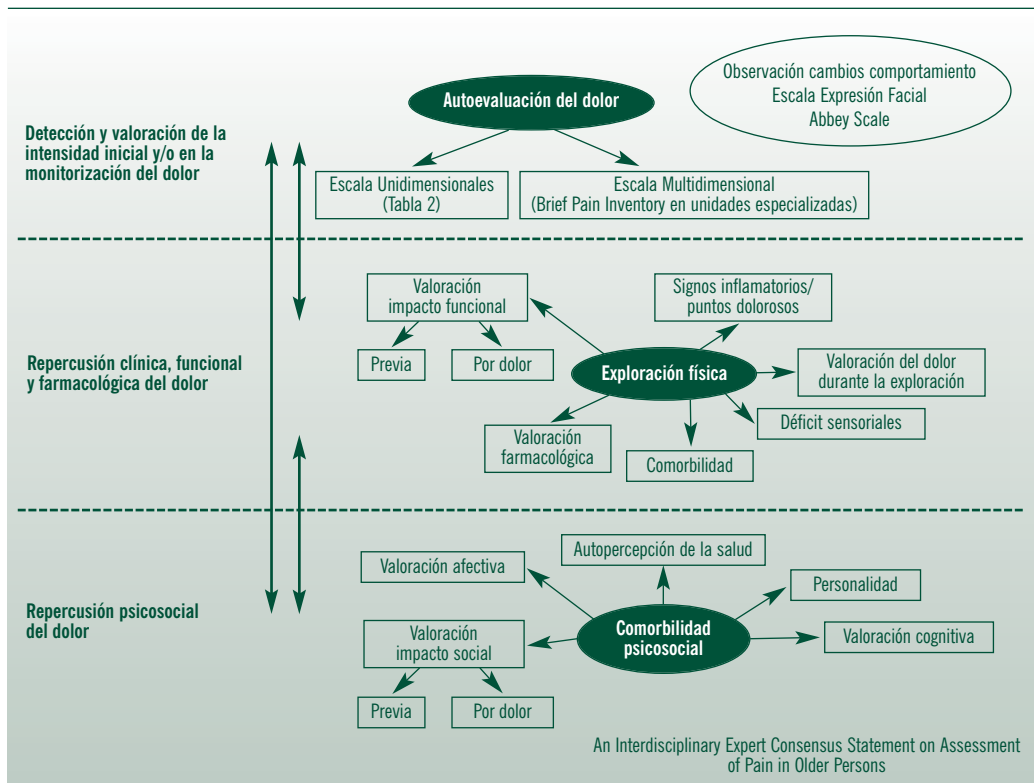 Observación cambios comportamiento
Escala Expresión Facial
Abbey Scale
Autoevaluación del dolor
Detección y valoración de la
intensidad inicial y/o en la
monitorización del dolor
Escala Unidimensionales
(Tabla 2)
Escala Multidimensional
(Brief Pain Inventory en unidades especializadas)
Repercusión clínica, funcional
y farmacológica del dolor
Valoración
impacto funcional
Previa
Por dolor
Signos inflamatorios/
puntos dolorosos
Exploración física
Valoración del dolor
durante la exploración
Déficit sensoriales
Valoración
farmacológica
Comorbilidad
Repercusión psicosocial
del dolor
Valoración afectiva
Autopercepción de la salud
Personalidad
Comorbilidad
psicosocial
Valoración cognitiva
Valoración
impacto social
Previa
Por dolor
An Interdisciplinary Expert Consensus Statement on Assessment
of Pain in Older Persons